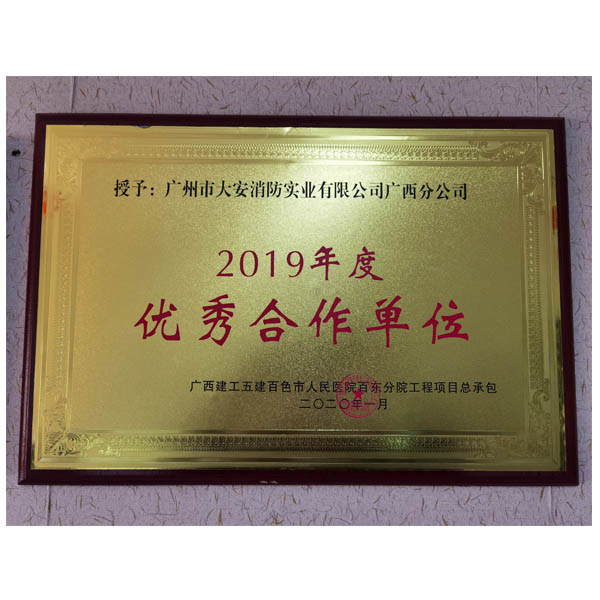 授予：广州市大安消防实业有限公司广西分公司
2019年度
优秀合作单位
广西建工五建百色市人民医院百东分院工程项目总承包
二〇二〇年一月